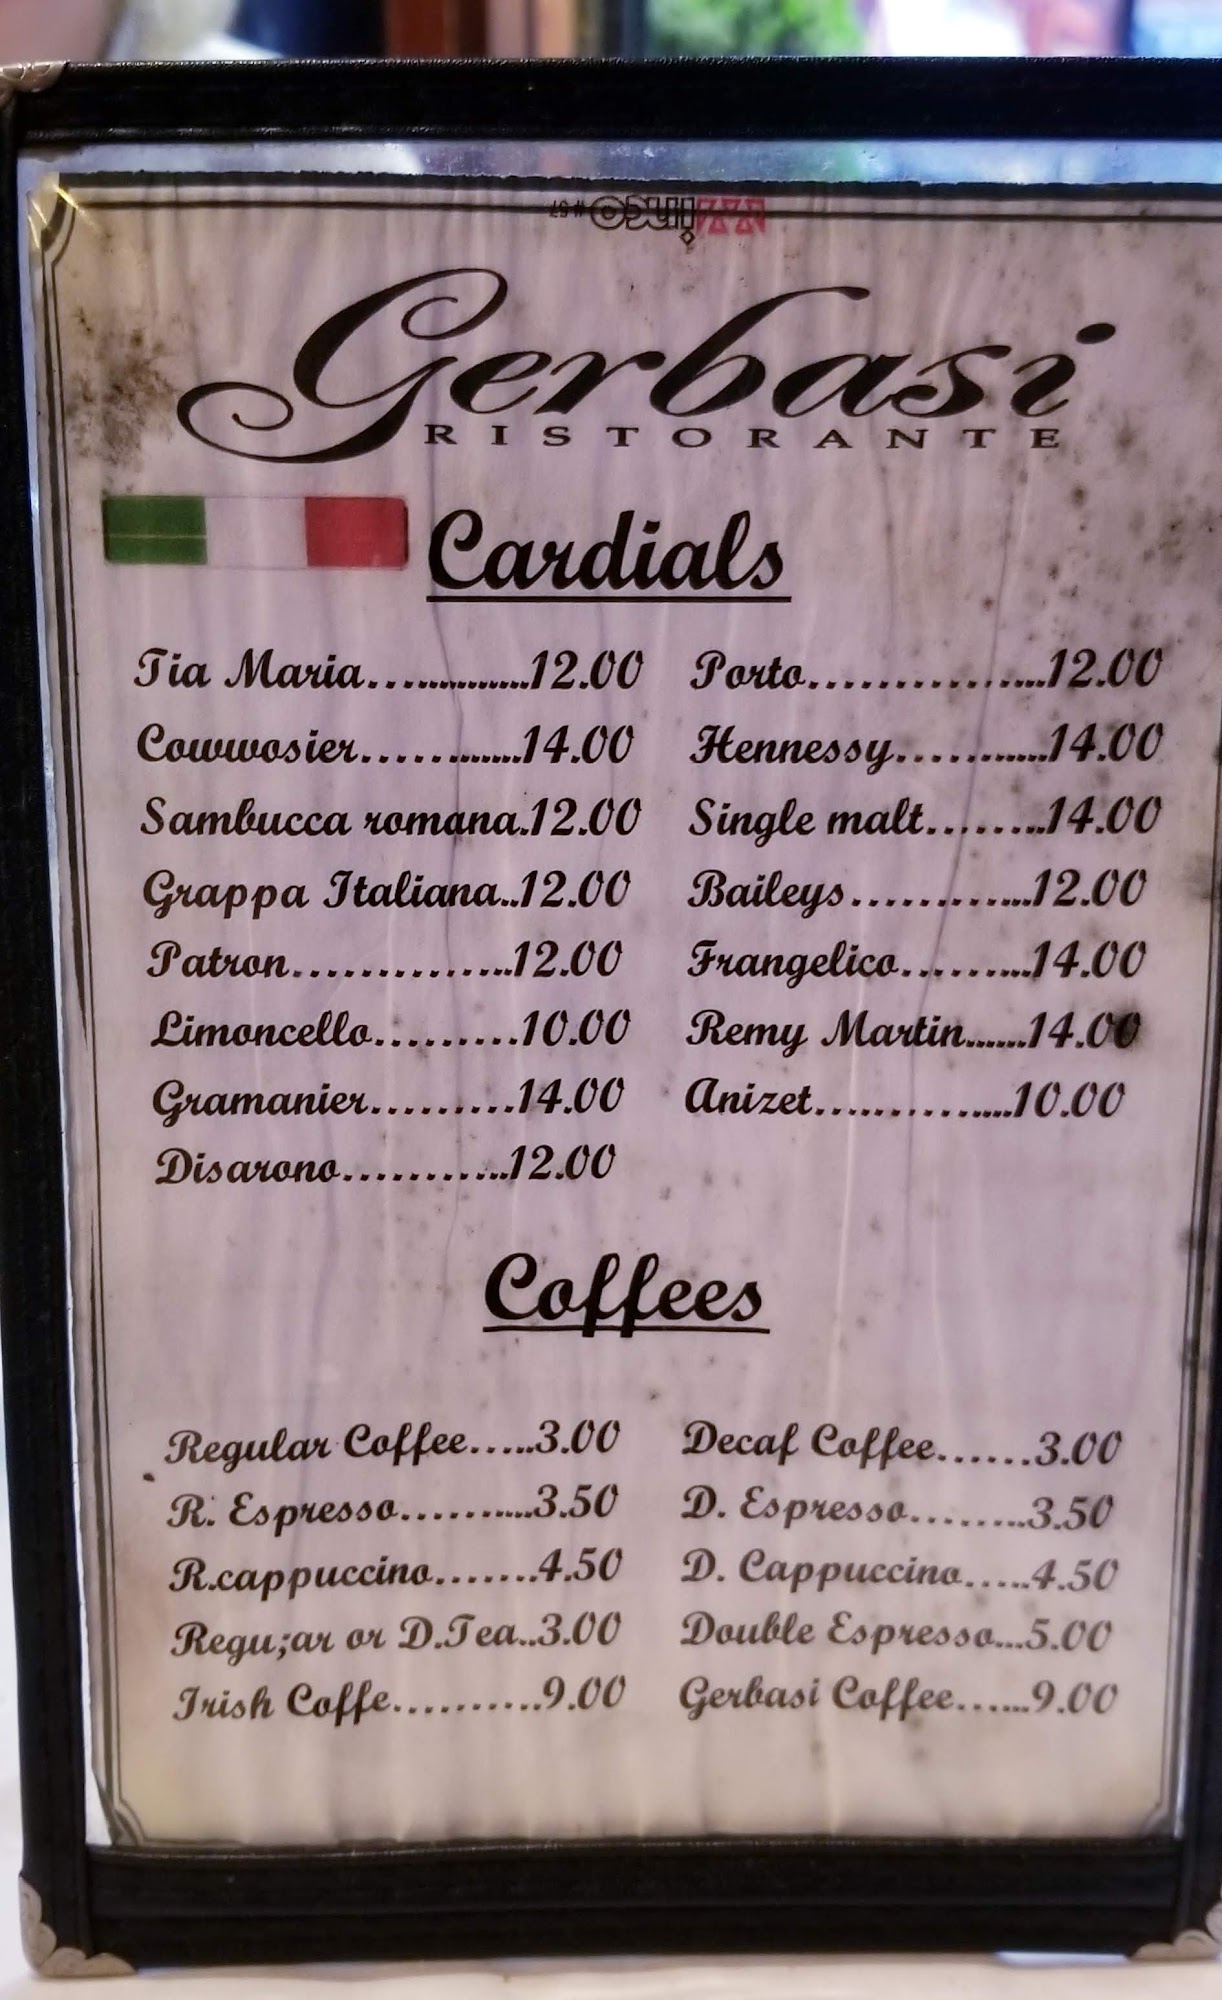 Gerbasi
RISTORANTE
Cardials
Tia Maria.................12.00
Cowwosier.............14.00
Sambucca romana.12.00
Grappa Italiana..12.00
Patron...............12.00
Limoncello.........10.00
Gramanier.........14.00
Disarono............12.00
Porto................12.00
Hennessy............14.00
Single malt.........14.00
Baileys..............12.00
Frangelico..........14.00
Remy Martin.......14.00
Anizet...............10.00
Coffees
Regular Coffee......3.00
R. Espresso............3.50
R.cappuccino.......4.50
Regu;ar or D.Tea..3.00
Irish Coffe..........9.00
Decaf Coffee......3.00
D. Espresso.........3.50
D. Cappuccino.....4.50
Double Espresso...5.00
Gerbasi Coffee......9.00